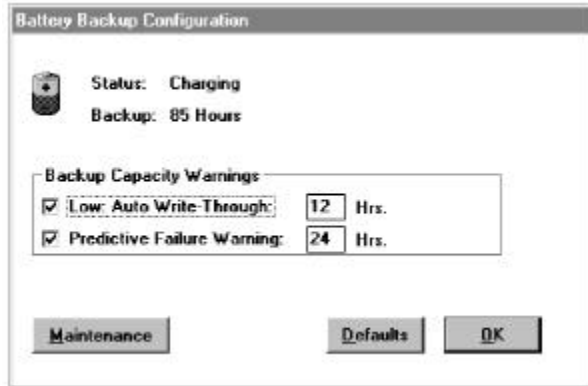 Battery Backup Configuration
Status: Charging
Backup: 85 Hours
Backup Capacity Warnings
Low: Auto Write-Through: 12 Hrs.
Predictive Failure Warning: 24 Hrs.
Maintenance Defaults OK